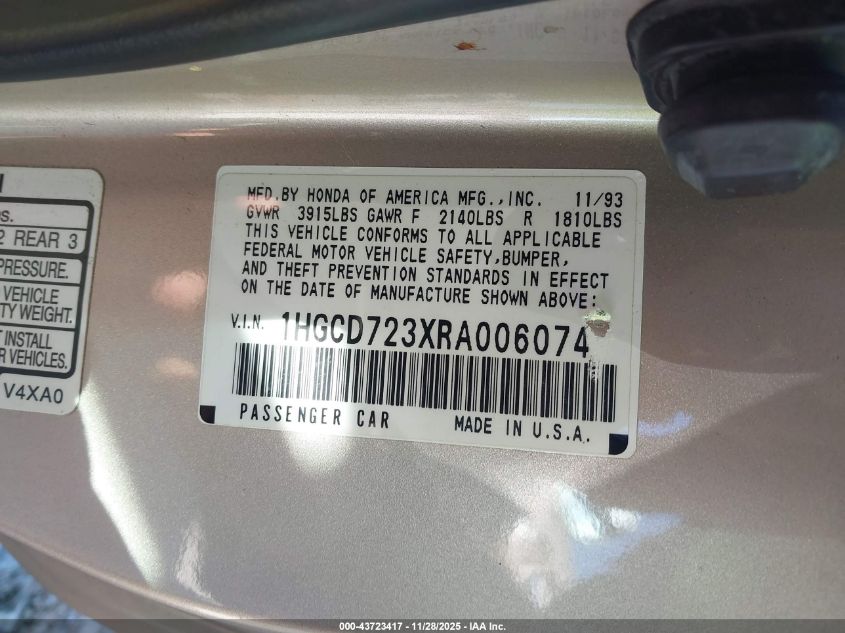 MFD. BY HONDA OF AMERICA MFG., INC. 11/93
GVWR 3915LBS GAWR F 2140LBS R 1810LBS
THIS VEHICLE CONFORMS TO ALL APPLICABLE
FEDERAL MOTOR VEHICLE SAFETY, BUMPER,
AND THEFT PREVENTION STANDARDS IN EFFECT
ON THE DATE OF MANUFACTURE SHOWN ABOVE:
V.I.N. 1HGCD723XRA006074
PASSENGER CAR MADE IN U.S.A.
2 REAR 3
PRESSURE.
VEHICLE
TY WEIGHT.
INSTALL
R VEHICLES.
V4XA0
000-43723417 - 11/28/2025 - IAA Inc.